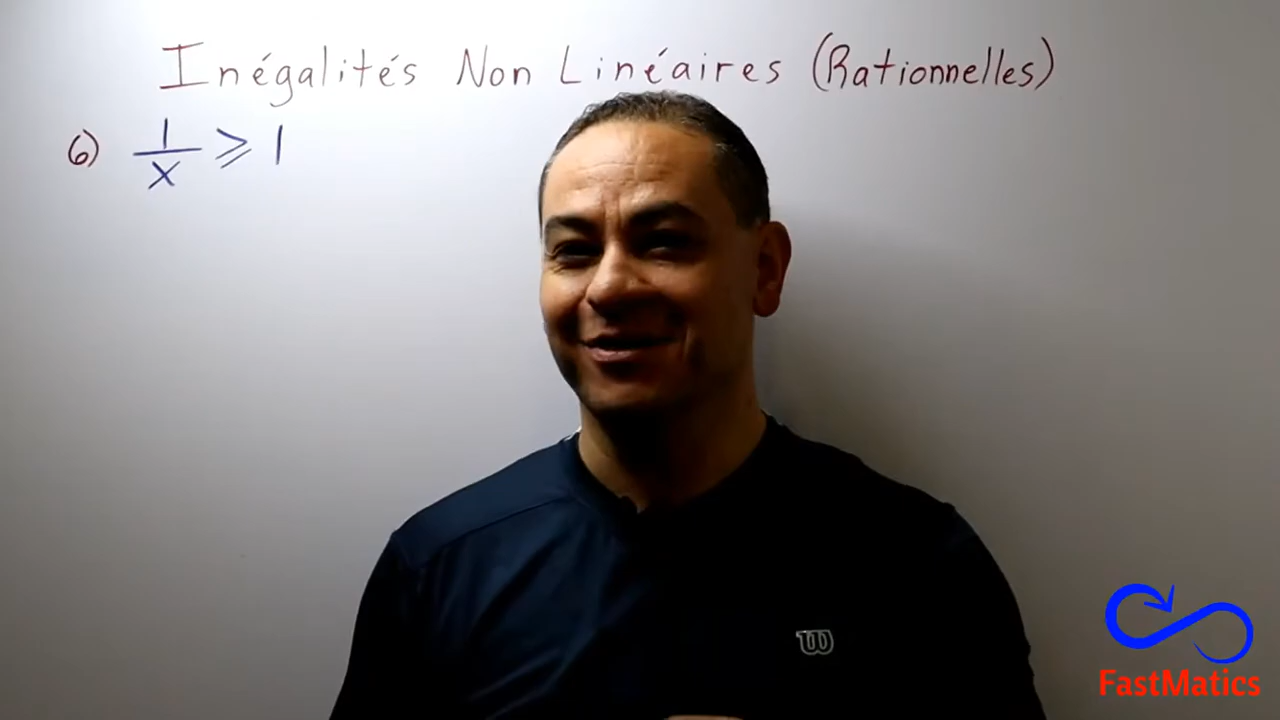 Inégalités Non Linéaires (Rationnelles)
6) 1/x ⩾ 1
w
FastMatics